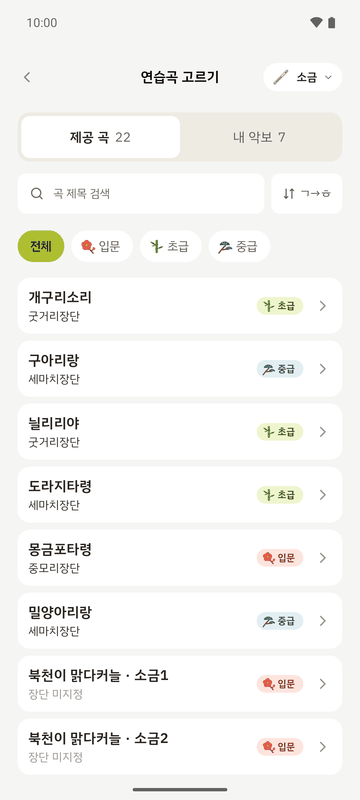 10:00
연습곡 고르기
소금
제공 곡 22
내 악보 7
곡 제목 검색
ㄱ→ㅎ
전체
입문
초급
중급
개구리소리
굿거리장단
초급
구아리랑
세마치장단
중급
늴리리야
굿거리장단
초급
도라지타령
세마치장단
초급
몽금포타령
중모리장단
입문
밀양아리랑
세마치장단
중급
북천이 맑다커늘 · 소금1
장단 미지정
입문
북천이 맑다커늘 · 소금2
장단 미지정
입문